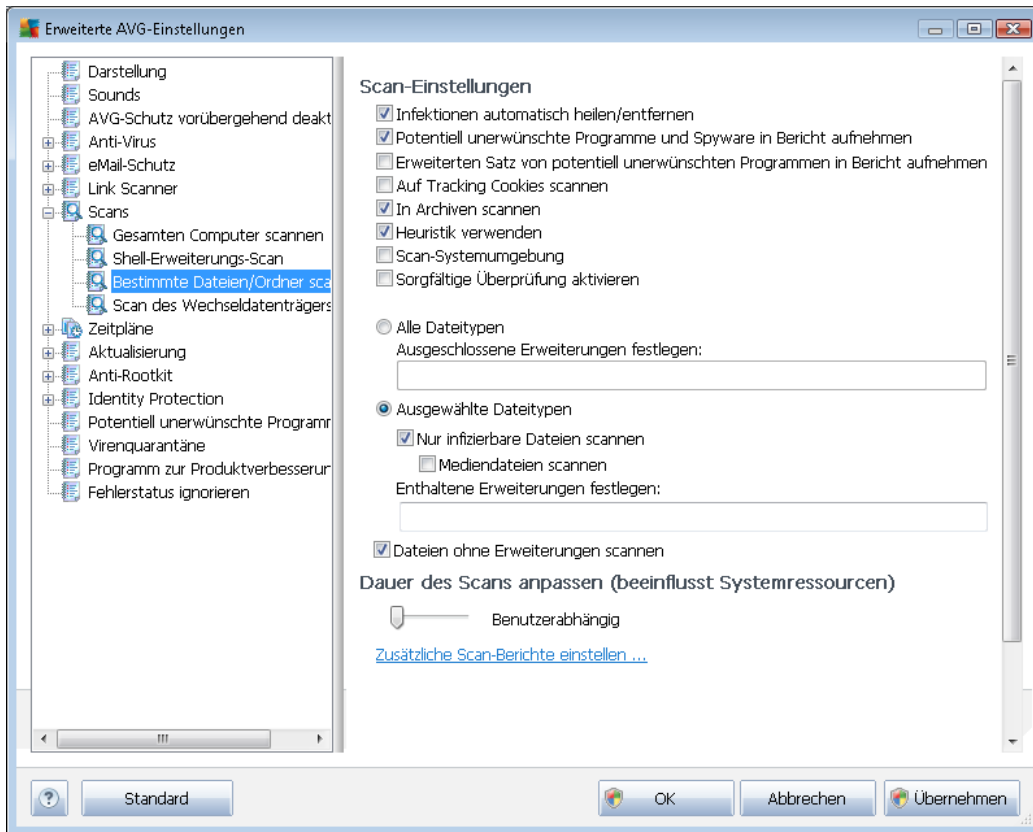 Erweiterte AVG-Einstellungen
Darstellung
Sounds
AVG-Schutz vorübergehend deakt
Anti-Virus
eMail-Schutz
Link Scanner
Scans
Gesamten Computer scannen
Shell-Erweiterungs-Scan
Bestimmte Dateien/Ordner sca
Scan des Wechseldatenträgers
Zeitpläne
Aktualisierung
Anti-Rootkit
Identity Protection
Potentiell unerwünschte Programm
Virenquarantäne
Programm zur Produktverbesserun
Fehlerstatus ignorieren
Scan-Einstellungen
Infektionen automatisch heilen/entfernen
Potentiell unerwünschte Programme und Spyware in Bericht aufnehmen
Erweiterten Satz von potentiell unerwünschten Programmen in Bericht aufnehmen
Auf Tracking Cookies scannen
In Archiven scannen
Heuristik verwenden
Scan-Systemumgebung
Sorgfältige Überprüfung aktivieren
Alle Dateitypen
Ausgeschlossene Erweiterungen festlegen:
Ausgewählte Dateitypen
Nur infizierbare Dateien scannen
Mediendateien scannen
Enthaltene Erweiterungen festlegen:
Dateien ohne Erweiterungen scannen
Dauer des Scans anpassen (beeinflusst Systemressourcen)
Benutzerabhängig
Zusätzliche Scan-Berichte einstellen ...
?
Standard
OK
Abbrechen
Übernehmen